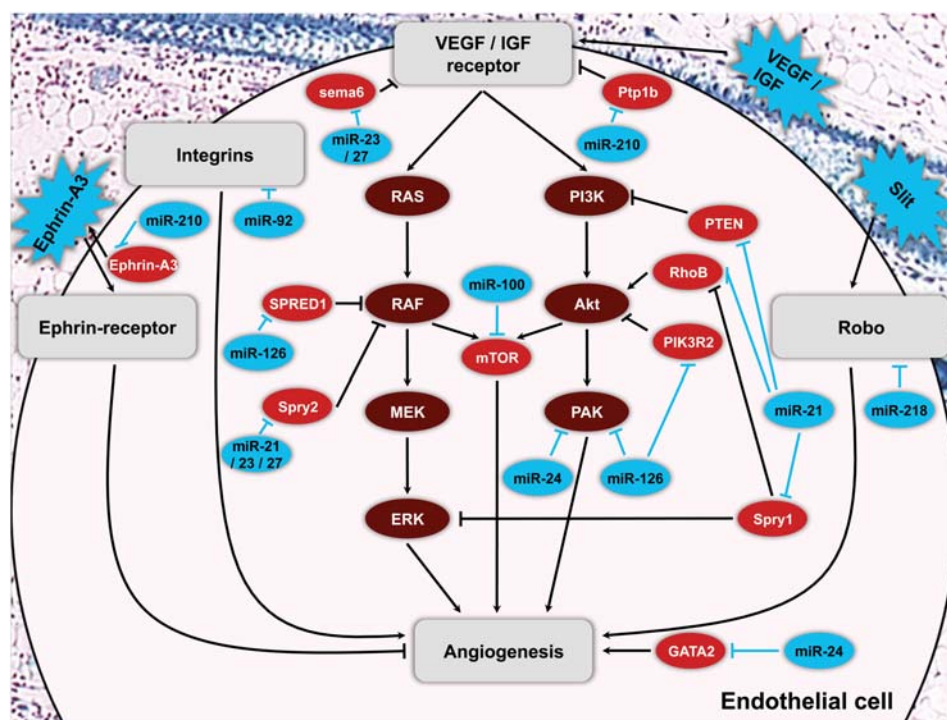 VEGF / IGF
receptor
VEGF /
IGF
sema6
Ptp1b
miR-23
/ 27
miR-210
Integrins
Ephrin-A3
miR-210
miR-92
RAS
PI3K
PTEN
Slit
Ephrin-A3
RhoB
miR-100
SPRED1
RAF
Akt
Ephrin-receptor
Robo
miR-126
mTOR
PIK3R2
Spry2
MEK
PAK
miR-21
miR-218
miR-21
/ 23 / 27
miR-24
miR-126
ERK
Spry1
Angiogenesis
GATA2
miR-24
Endothelial cell